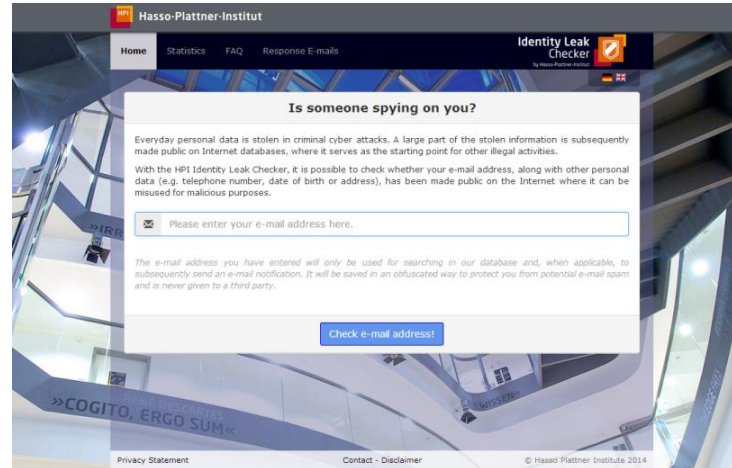 HPI Hasso-Plattner-Institut
Home Statistics FAQ Response E-mails
Identity Leak
Checker
by Hasso-Plattner-Institut
Is someone spying on you?
Everyday personal data is stolen in criminal cyber attacks. A large part of the stolen information is subsequently
made public on Internet databases, where it serves as the starting point for other illegal activities.
With the HPI Identity Leak Checker, it is possible to check whether your e-mail address, along with other personal
data (e.g. telephone number, date of birth or address), has been made public on the Internet where it can be
misused for malicious purposes.
Please enter your e-mail address here.
The e-mail address you have entered will only be used for searching in our database and, when applicable, to
subsequently send an e-mail notification. It will be saved in an obfuscated way to protect you from potential e-mail spam
and is never given to a third party.
Check e-mail address!
»IRR
WISSEN«
RENÉ DESCARTES
»COGITO, ERGO SUM«
Privacy Statement Contact - Disclaimer © Hasso Plattner Institute 2014